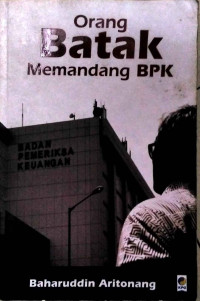 Orang
Batak
Memandang BPK
BADAN
PEMERIKSA
KEUANGAN
Baharuddin Aritonang